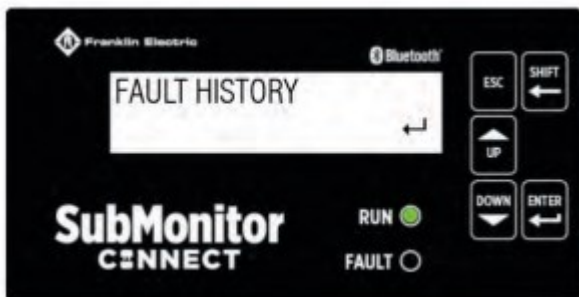 Franklin Electric
Bluetooth
FAULT HISTORY
ESC
SHIFT
UP
DOWN
ENTER
SubMonitor
CONNECT
RUN
FAULT